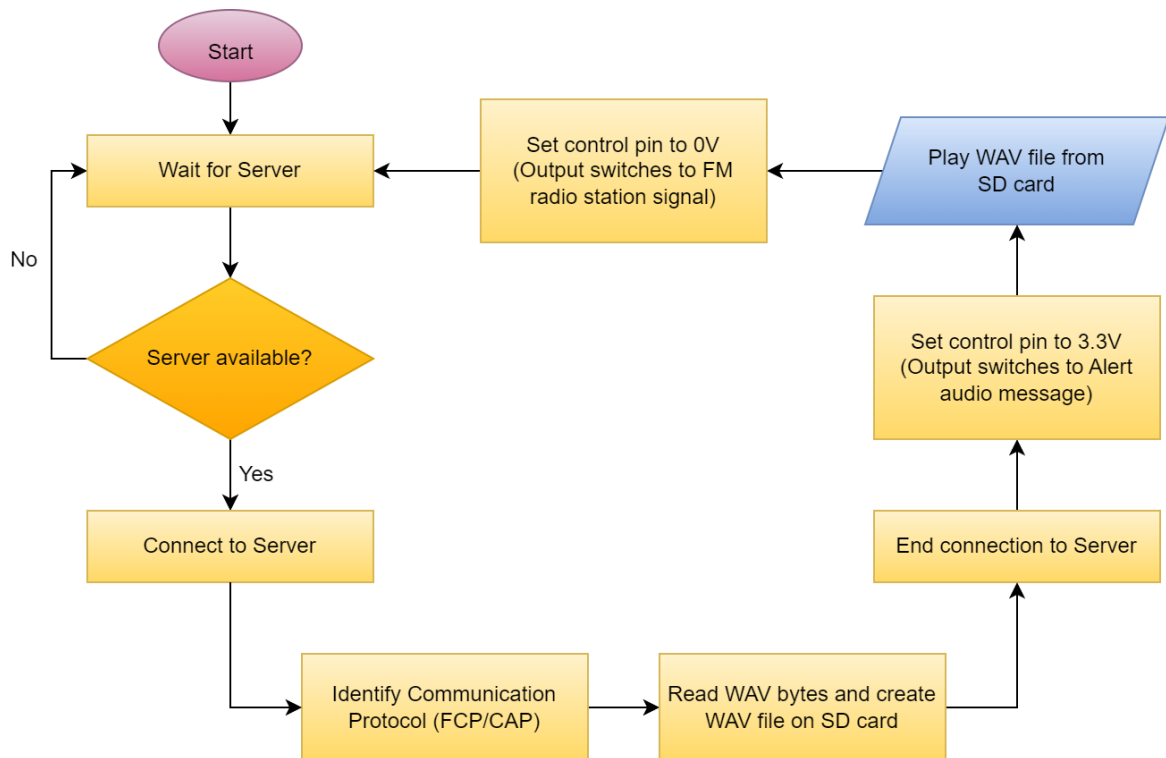 Start
Wait for Server
No
Server available?
Yes
Connect to Server
Identify Communication
Protocol (FCP/CAP)
Read WAV bytes and create
WAV file on SD card
End connection to Server
Set control pin to 3.3V
(Output switches to Alert
audio message)
Play WAV file from
SD card
Set control pin to 0V
(Output switches to FM
radio station signal)